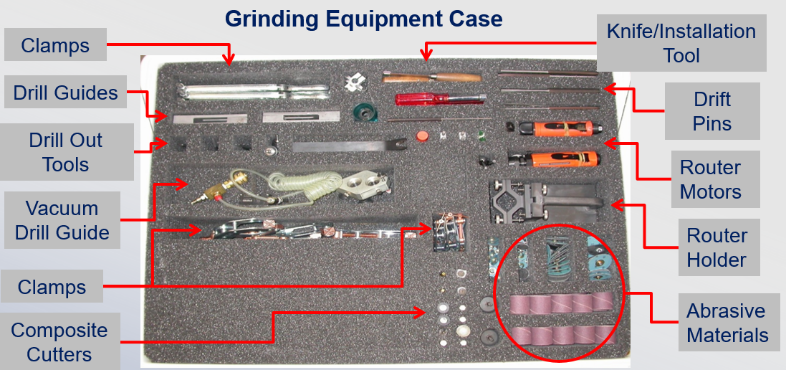 Grinding Equipment Case
Clamps
Knife/Installation
Tool
Drill Guides
Drift
Pins
Drill Out
Tools
Router
Motors
Vacuum
Drill Guide
Router
Holder
Clamps
Abrasive
Materials
Composite
Cutters